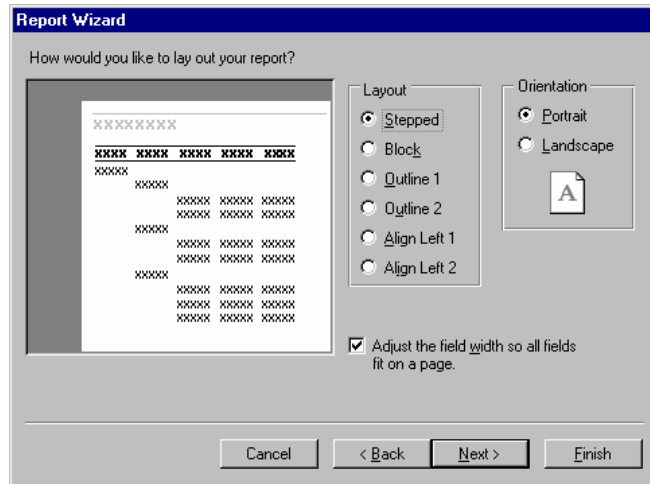 Report Wizard
How would you like to lay out your report?
XXXXXXXX
XXXX XXXX XXXX XXXX XXXX
XXXXX
XXXXX
XXXXX XXXXX XXXXX
XXXXX XXXXX XXXXX
XXXXX
XXXXX XXXXX XXXXX
XXXXX XXXXX XXXXX
XXXXX
XXXXX XXXXX XXXXX
XXXXX XXXXX XXXXX
XXXXX XXXXX XXXXX
Layout
Stepped
Block
Outline 1
Outline 2
Align Left 1
Align Left 2
Orientation
Portrait
Landscape
A
Adjust the field width so all fields
fit on a page.
Cancel
< Back
Next >
Finish